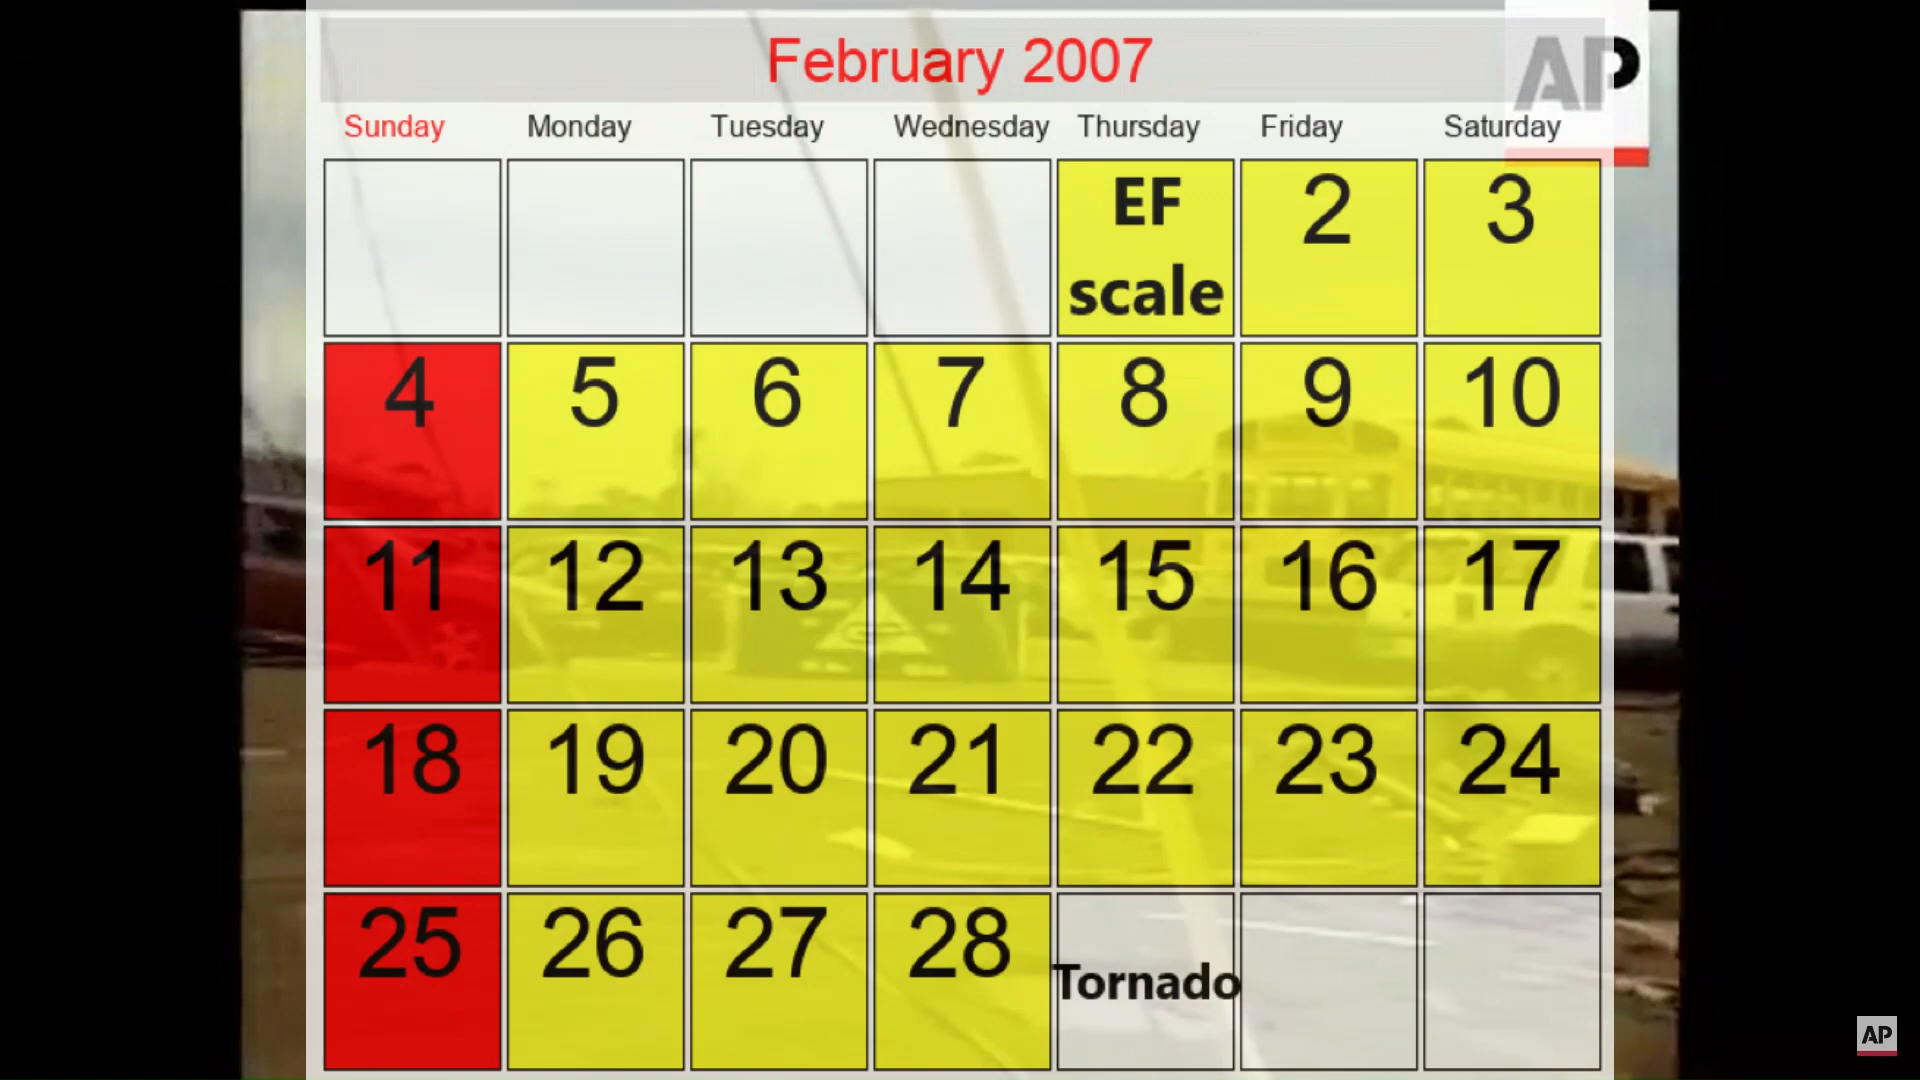 February 2007
AP
Sunday Monday Tuesday Wednesday Thursday Friday Saturday
EF scale 2 3
4 5 6 7 8 9 10
11 12 13 14 15 16 17
18 19 20 21 22 23 24
25 26 27 28 Tornado
AP